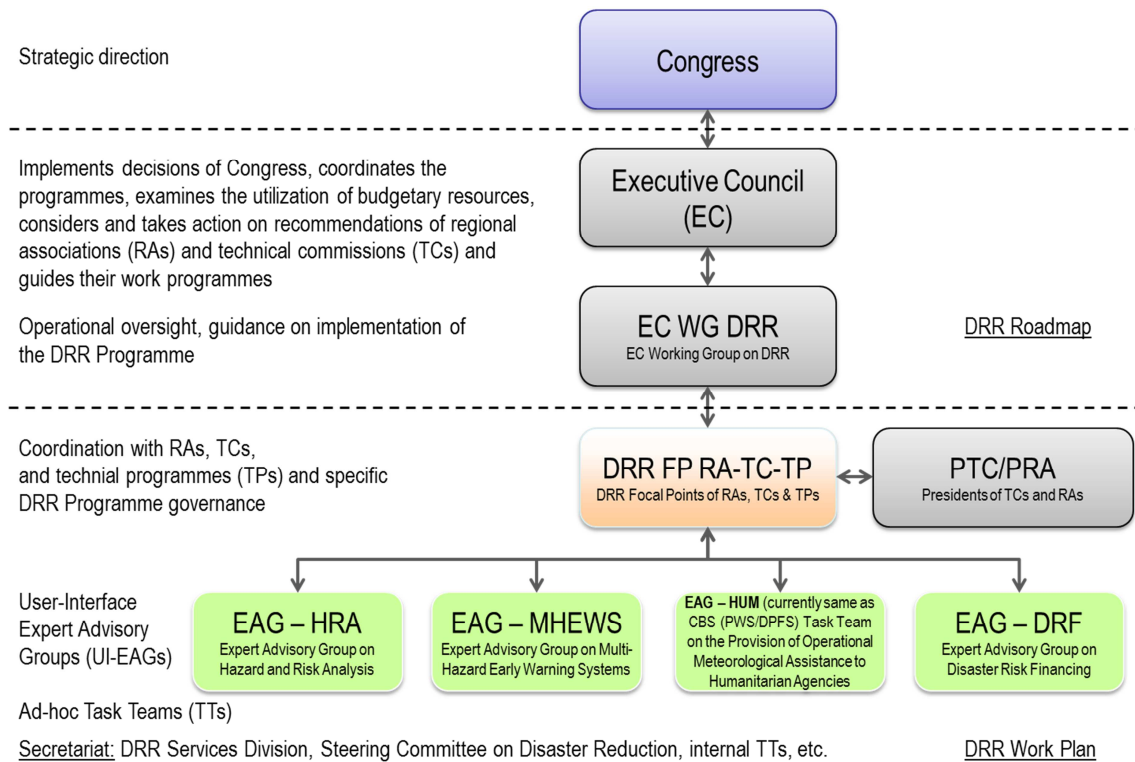 Strategic direction
Congress
Implements decisions of Congress, coordinates the
programmes, examines the utilization of budgetary resources,
considers and takes action on recommendations of regional
associations (RAs) and technical commissions (TCs) and
guides their work programmes
Executive Council
(EC)
Operational oversight, guidance on implementation of
the DRR Programme
EC WG DRR
EC Working Group on DRR
DRR Roadmap
Coordination with RAs, TCs,
and technial programmes (TPs) and specific
DRR Programme governance
DRR FP RA-TC-TP
DRR Focal Points of RAs, TCs & TPs
PTC/PRA
Presidents of TCs and RAs
User-Interface
Expert Advisory
Groups (UI-EAGs)
EAG – HRA
Expert Advisory Group on
Hazard and Risk Analysis
EAG – MHEWS
Expert Advisory Group on Multi-
Hazard Early Warning Systems
EAG – HUM (currently same as
CBS (PWS/DPFS) Task Team
on the Provision of Operational
Meteorological Assistance to
Humanitarian Agencies
EAG – DRF
Expert Advisory Group on
Disaster Risk Financing
Ad-hoc Task Teams (TTs)
Secretariat: DRR Services Division, Steering Committee on Disaster Reduction, internal TTs, etc.
DRR Work Plan